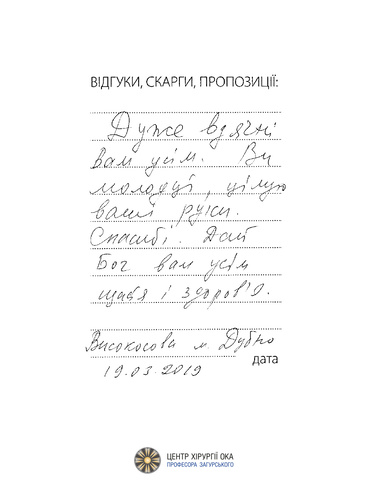 ВІДГУКИ, СКАРГИ, ПРОПОЗИЦІЇ:
Дуже вдячні
вам усім. Ви
молодці, цілую
ваші руки.
Спасибі. Дай
Бог вам усім
щастя і здоров'я.
Високосова м. Дубно
19.03.2019 дата
ЦЕНТР ХІРУРГІЇ ОКА
ПРОФЕСОРА ЗАГУРСЬКОГО